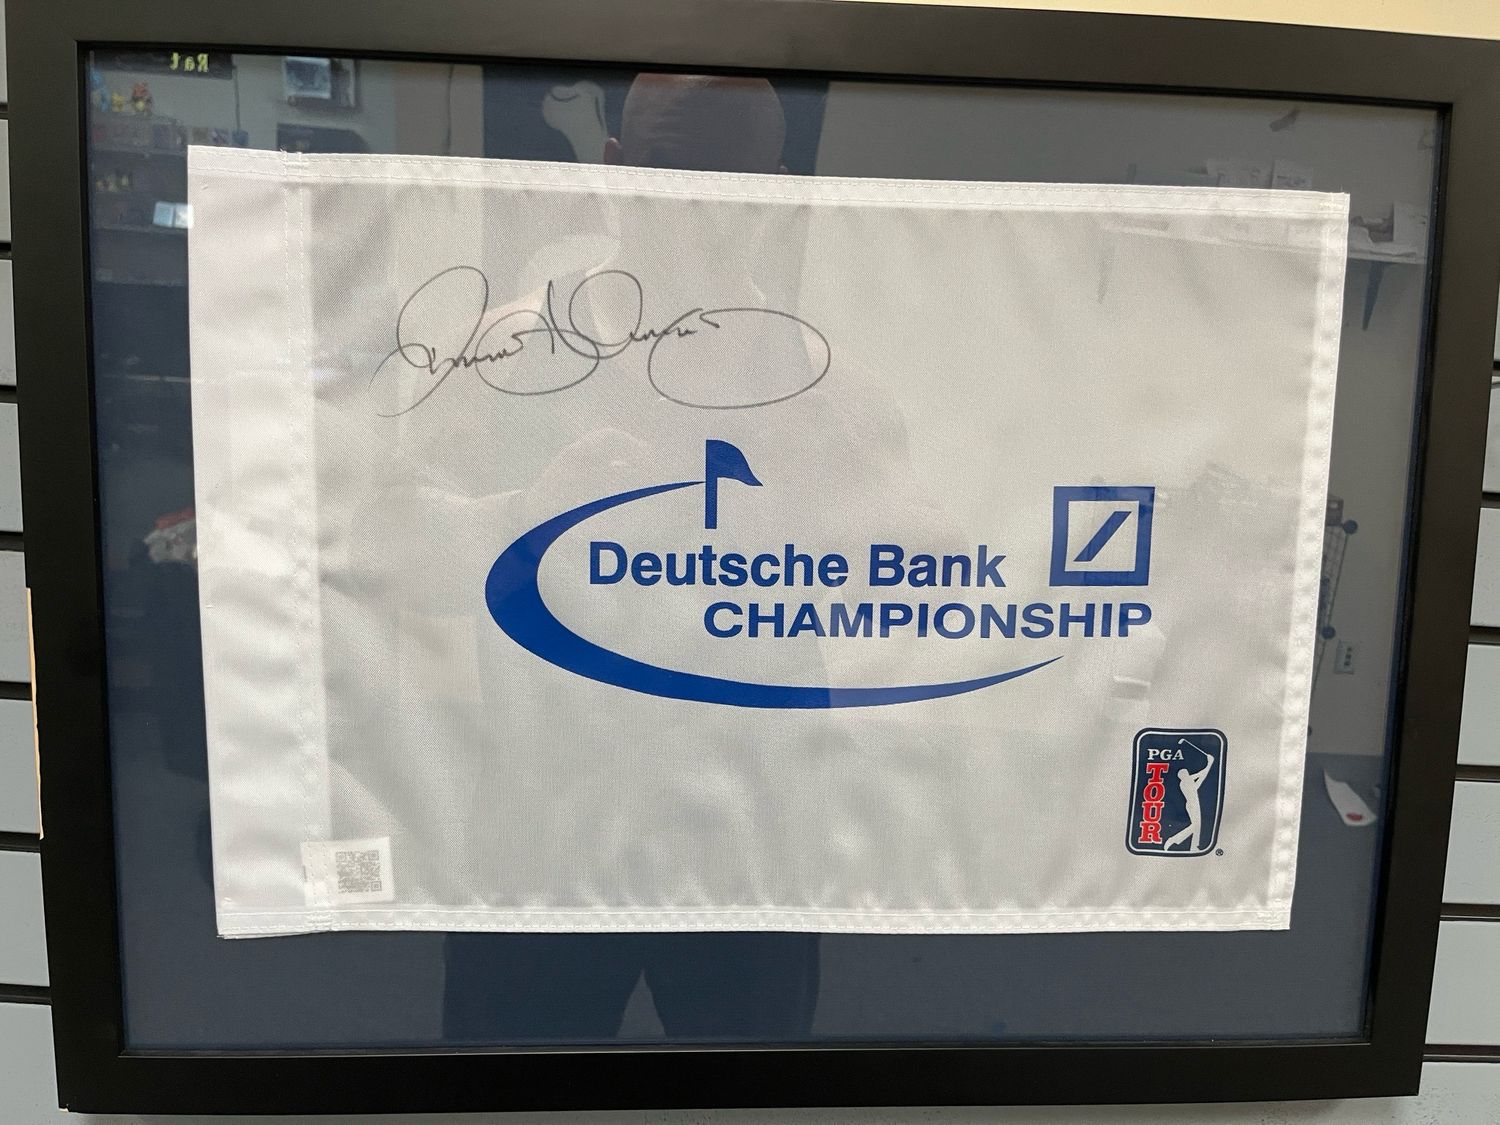 Deutsche Bank
CHAMPIONSHIP
PGA
TOUR
®